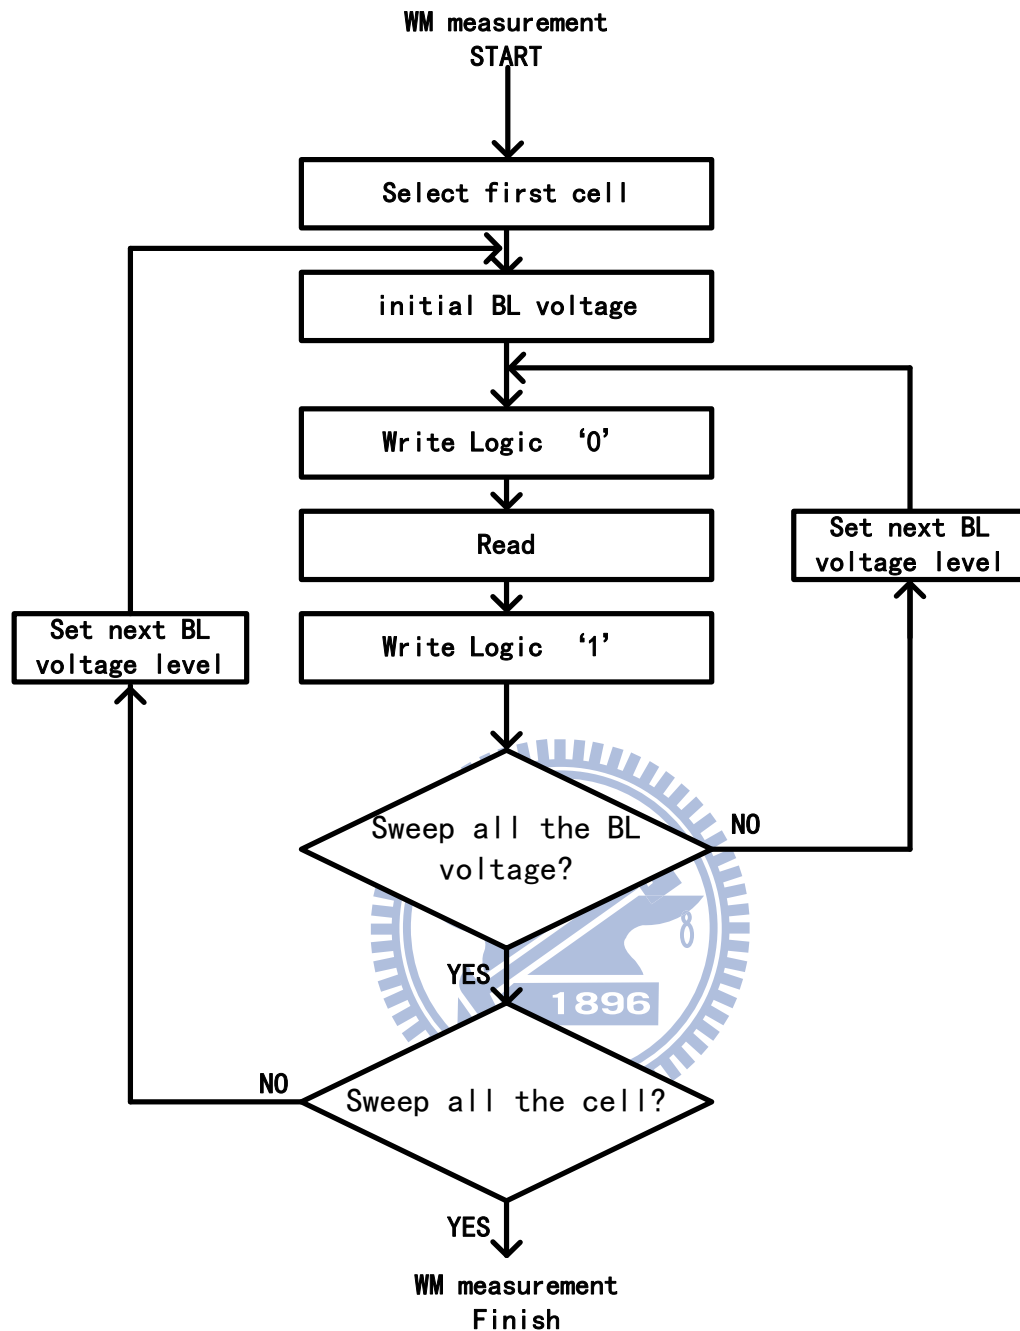 WM measurement
START
Select first cell
initial BL voltage
Write Logic ‘0’
Read
Set next BL
voltage level
Write Logic ‘1’
Set next BL
voltage level
Sweep all the BL
voltage?
NO
YES
1896
Sweep all the cell?
NO
YES
WM measurement
Finish